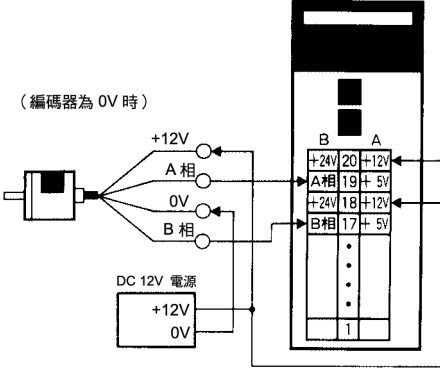 （編碼器為 0V 時）
+12V
A 相
0V
B 相
DC 12V 電源
+12V
0V
B A
+24V 20 +12V
A相 19 + 5V
+24V 18 +12V
B相 17 + 5V
1